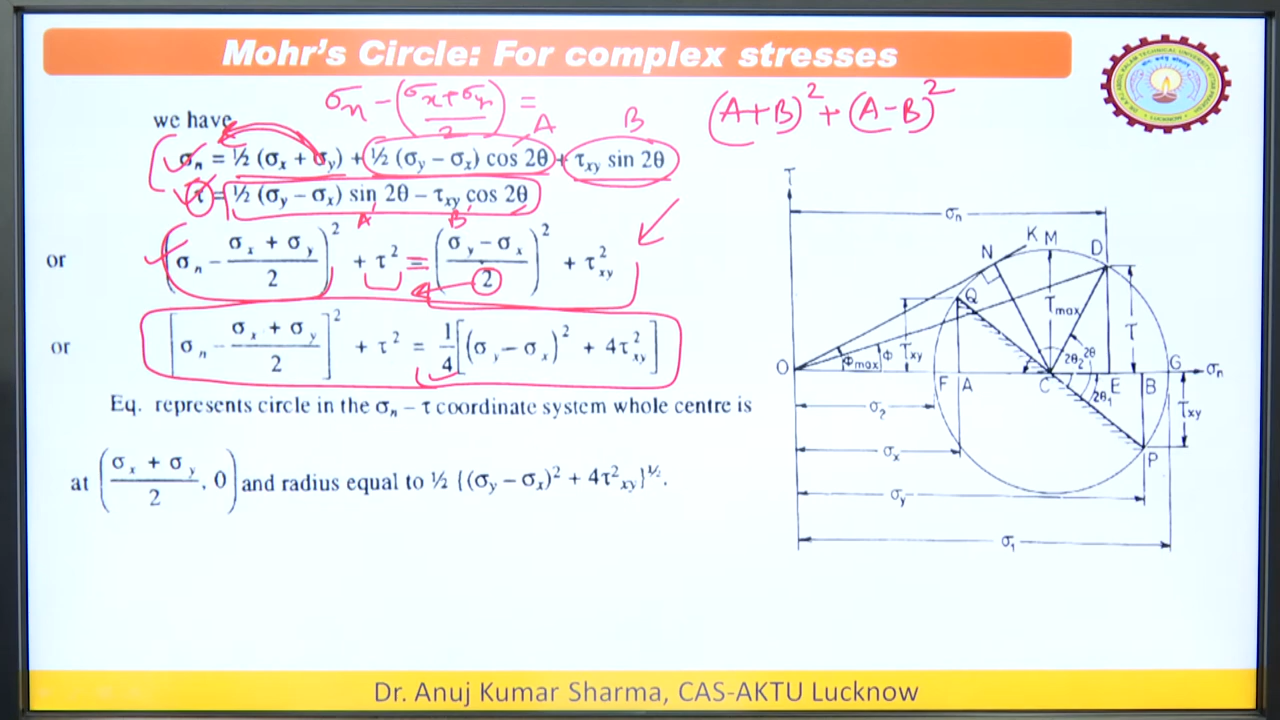 Mohr's Circle: For complex stresses
σn − (σx + σy / 2) =
(A+B)² + (A−B)²
A B
we have
σn = ½ (σx + σy) + ½ (σy − σx) cos 2θ + τxy sin 2θ
τ = ½ (σy − σx) sin 2θ − τxy cos 2θ
A' B'
or (σn − σx + σy / 2)² + τ² = (σy − σx / 2)² + τ²xy
or [σn − σx + σy / 2]² + τ² = 1/4 [(σy − σx)² + 4τ²xy]
Eq. represents circle in the σn − τ coordinate system whole centre is
at (σx + σy / 2, 0) and radius equal to ½ {(σy − σx)² + 4τ²xy}^½.
τ
σn
K M
N D
Q
τmax
τ
τxy
2θ2 2θ
O ϕmax ϕ
F A C E B G σn
2θ1
τxy
P
σ2
σx
σy
σ1
Dr. Anuj Kumar Sharma, CAS-AKTU Lucknow